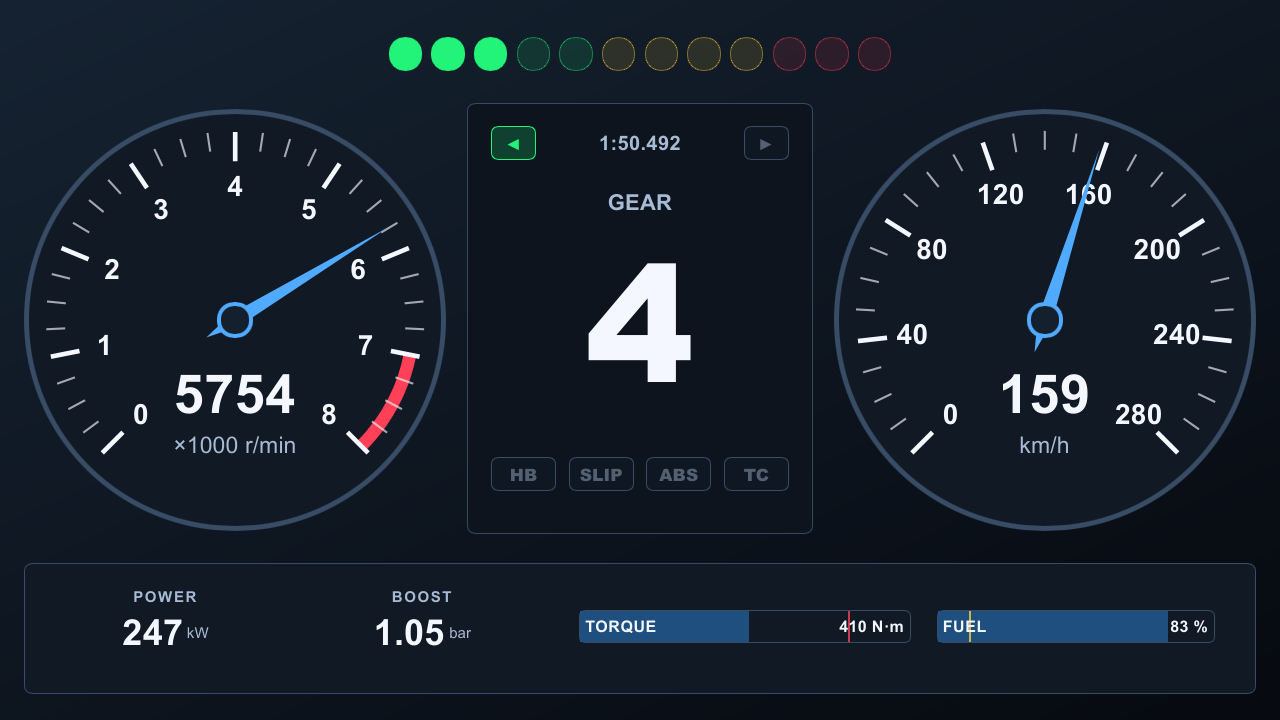 0
1
2
3
4
5
6
7
8
5754
×1000 r/min
◀ 1:50.492 ▶
GEAR
4
HB SLIP ABS TC
0
40
80
120
160
200
240
280
159
km/h
POWER
247 kW
BOOST
1.05 bar
TORQUE 410 N·m
FUEL 83 %